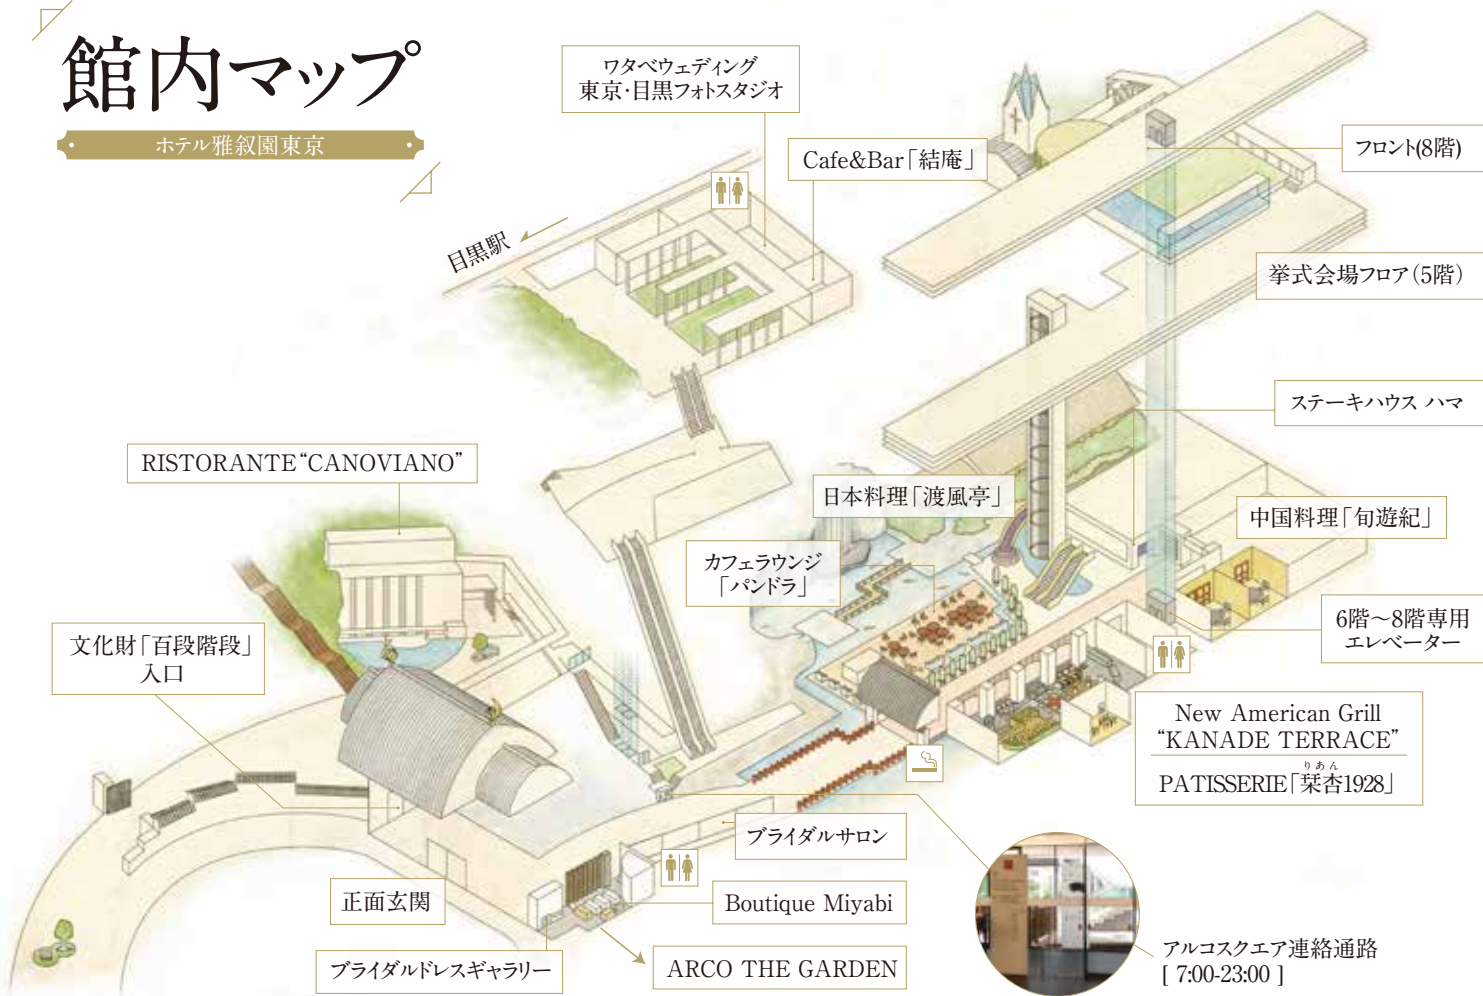 館内マップ
ホテル雅叙園東京
ワタベウェディング
東京・目黒フォトスタジオ
Cafe&Bar「結庵」
フロント(8階)
目黒駅
挙式会場フロア(5階)
ステーキハウス ハマ
RISTORANTE“CANOVIANO”
日本料理「渡風亭」
中国料理「旬遊紀」
カフェラウンジ
「パンドラ」
文化財「百段階段」
入口
6階〜8階専用
エレベーター
New American Grill
“KANADE TERRACE”
りあん
PATISSERIE「栞杏1928」
ブライダルサロン
正面玄関
Boutique Miyabi
ブライダルドレスギャラリー
ARCO THE GARDEN
アルコスクエア連絡通路
[ 7:00-23:00 ]